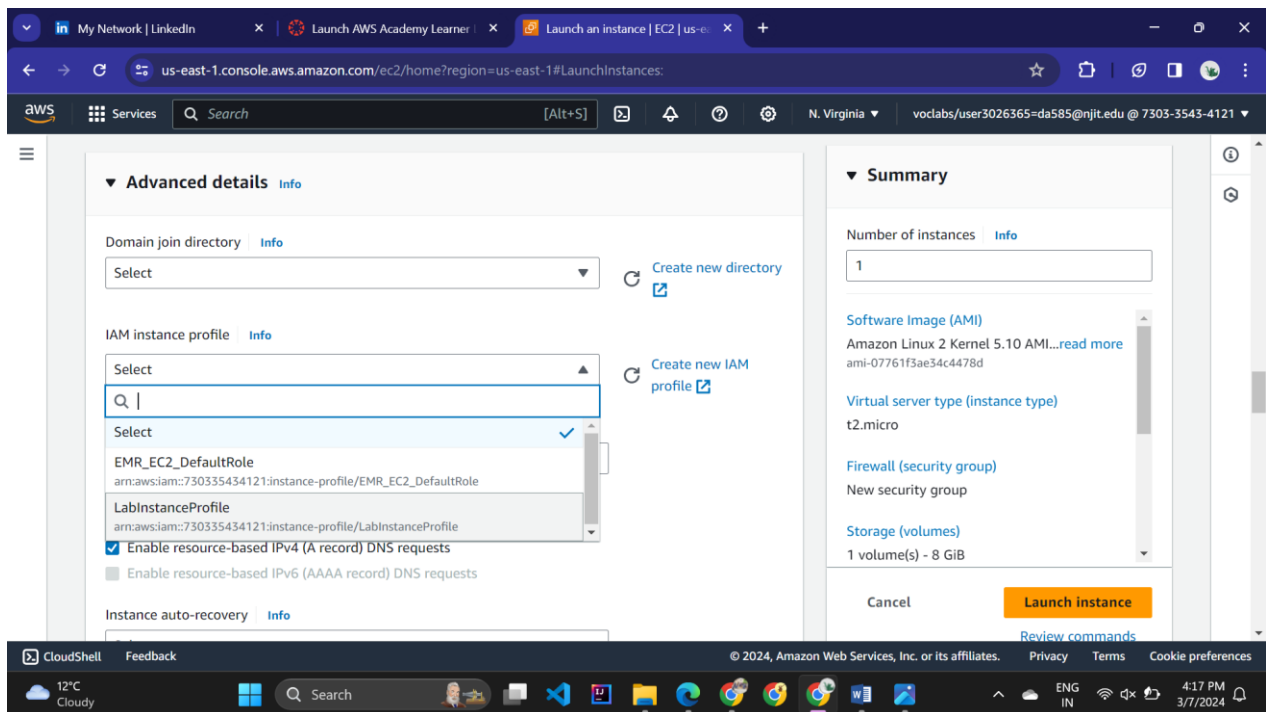 My Network | LinkedIn
Launch AWS Academy Learner
Launch an instance | EC2 | us-ea
us-east-1.console.aws.amazon.com/ec2/home?region=us-east-1#LaunchInstances:
aws
Services
Search
[Alt+S]
N. Virginia
voclabs/user3026365=da585@njit.edu @ 7303-3543-4121
Advanced details Info
Domain join directory Info
Select
Create new directory
IAM instance profile Info
Select
Create new IAM
profile
Select
EMR_EC2_DefaultRole
arn:aws:iam::730335434121:instance-profile/EMR_EC2_DefaultRole
LabInstanceProfile
arn:aws:iam::730335434121:instance-profile/LabInstanceProfile
Enable resource-based IPv4 (A record) DNS requests
Enable resource-based IPv6 (AAAA record) DNS requests
Instance auto-recovery Info
Summary
Number of instances Info
1
Software Image (AMI)
Amazon Linux 2 Kernel 5.10 AMI...read more
ami-07761f3ae34c4478d
Virtual server type (instance type)
t2.micro
Firewall (security group)
New security group
Storage (volumes)
1 volume(s) - 8 GiB
Cancel
Launch instance
Review commands
CloudShell
Feedback
© 2024, Amazon Web Services, Inc. or its affiliates.
Privacy
Terms
Cookie preferences
12°C
Cloudy
Search
ENG
IN
4:17 PM
3/7/2024